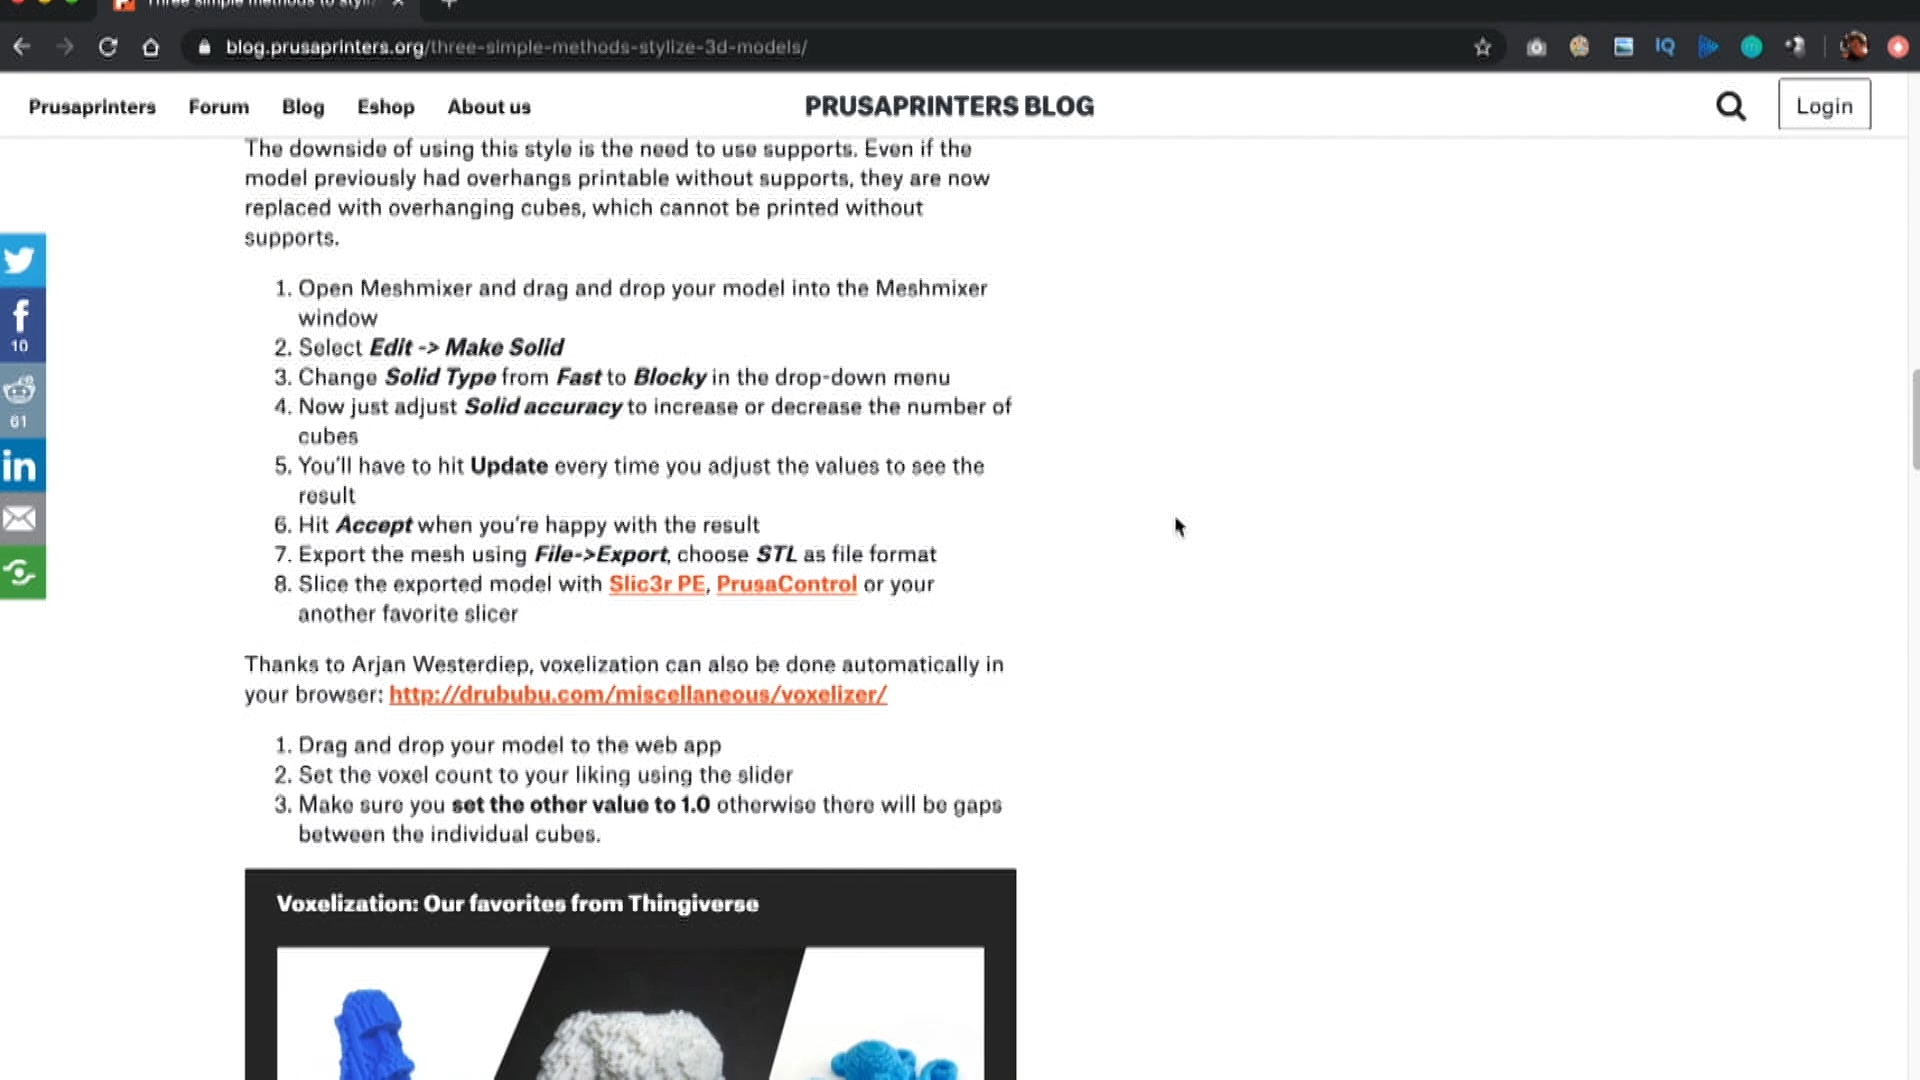 Three simple methods to styliz
blog.prusaprinters.org/three-simple-methods-stylize-3d-models/
IQ
Prusaprinters Forum Blog Eshop About us PRUSAPRINTERS BLOG Login
The downside of using this style is the need to use supports. Even if the
model previously had overhangs printable without supports, they are now
replaced with overhanging cubes, which cannot be printed without
supports.
10
61
in
1. Open Meshmixer and drag and drop your model into the Meshmixer
window
2. Select Edit -> Make Solid
3. Change Solid Type from Fast to Blocky in the drop-down menu
4. Now just adjust Solid accuracy to increase or decrease the number of
cubes
5. You'll have to hit Update every time you adjust the values to see the
result
6. Hit Accept when you're happy with the result
7. Export the mesh using File->Export, choose STL as file format
8. Slice the exported model with Slic3r PE, PrusaControl or your
another favorite slicer
Thanks to Arjan Westerdiep, voxelization can also be done automatically in
your browser: http://drububu.com/miscellaneous/voxelizer/
1. Drag and drop your model to the web app
2. Set the voxel count to your liking using the slider
3. Make sure you set the other value to 1.0 otherwise there will be gaps
between the individual cubes.
Voxelization: Our favorites from Thingiverse